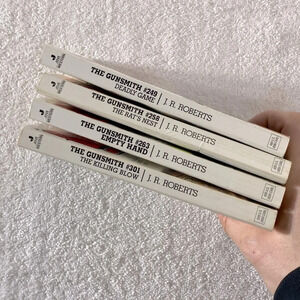 THE GUNSMITH #249
DEADLY GAME
J. R. ROBERTS
THE GUNSMITH #258
THE RAT'S NEST
J. R. ROBERTS
THE GUNSMITH #263
EMPTY HAND
J. R. ROBERTS
THE GUNSMITH #301
THE KILLING BLOW
J. R. ROBERTS